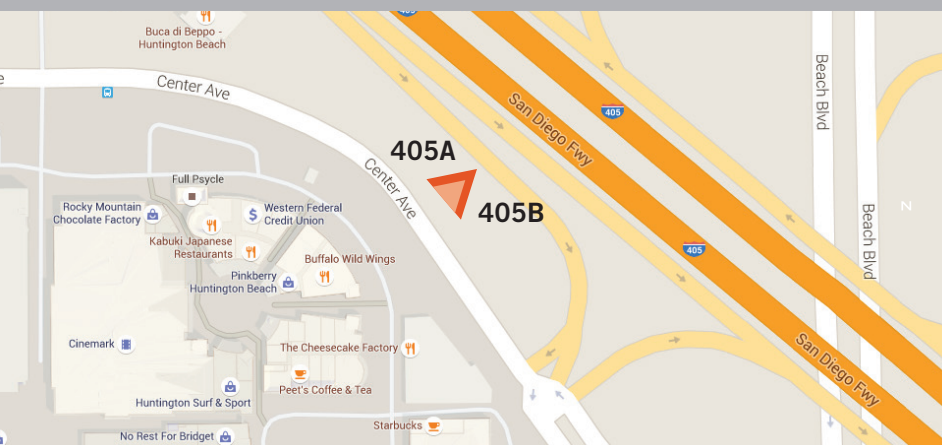 405
Buca di Beppo -
Huntington Beach
e
Center Ave
San Diego Fwy
405
Beach Blvd
405A
405B
Center Ave
Full Psycle
Rocky Mountain
Chocolate Factory
$
Western Federal
Credit Union
Kabuki Japanese
Restaurants
Buffalo Wild Wings
Pinkberry
Huntington Beach
Beach Blvd
Z
405
Cinemark
The Cheesecake Factory
Peet's Coffee & Tea
San Diego Fwy
Huntington Surf & Sport
Starbucks
No Rest For Bridget